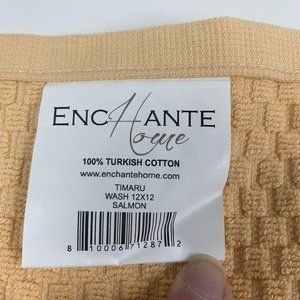 ENCHANTE
Home
100% TURKISH COTTON
www.enchantehome.com
TIMARU
WASH 12X12
SALMON
8 10006 71287 2